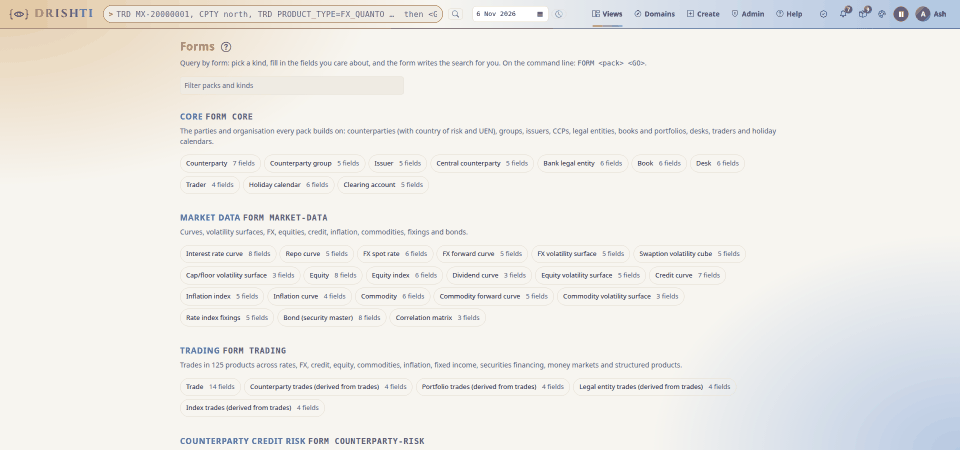 {👁} DRISHTI > TRD MX-20000001, CPTY north, TRD PRODUCT_TYPE=FX_QUANTO … then <G 6 Nov 2026 Views Domains Create Admin Help 7 9 A Ash
Forms ?
Query by form: pick a kind, fill in the fields you care about, and the form writes the search for you. On the command line: FORM <pack> <GO>.
Filter packs and kinds
CORE FORM CORE
The parties and organisation every pack builds on: counterparties (with country of risk and UEN), groups, issuers, CCPs, legal entities, books and portfolios, desks, traders and holiday
calendars.
Counterparty 7 fields Counterparty group 5 fields Issuer 5 fields Central counterparty 5 fields Bank legal entity 6 fields Book 6 fields Desk 6 fields
Trader 4 fields Holiday calendar 6 fields Clearing account 5 fields
MARKET DATA FORM MARKET-DATA
Curves, volatility surfaces, FX, equities, credit, inflation, commodities, fixings and bonds.
Interest rate curve 8 fields Repo curve 5 fields FX spot rate 6 fields FX forward curve 5 fields FX volatility surface 5 fields Swaption volatility cube 5 fields
Cap/floor volatility surface 3 fields Equity 8 fields Equity index 6 fields Dividend curve 3 fields Equity volatility surface 5 fields Credit curve 7 fields
Inflation index 5 fields Inflation curve 4 fields Commodity 6 fields Commodity forward curve 5 fields Commodity volatility surface 3 fields
Rate index fixings 5 fields Bond (security master) 8 fields Correlation matrix 3 fields
TRADING FORM TRADING
Trades in 125 products across rates, FX, credit, equity, commodities, inflation, fixed income, securities financing, money markets and structured products.
Trade 14 fields Counterparty trades (derived from trades) 4 fields Portfolio trades (derived from trades) 4 fields Legal entity trades (derived from trades) 4 fields
Index trades (derived from trades) 4 fields
COUNTERPARTY CREDIT RISK FORM COUNTERPARTY-RISK